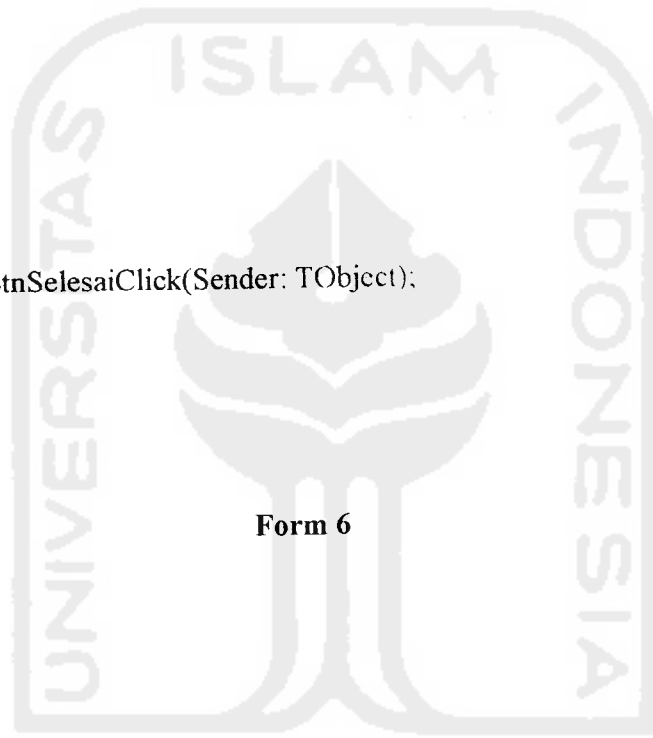 ISLAM
UNIVERSITAS
INDONESIA
tnSelesaiClick(Sender: TObject);
Form 6